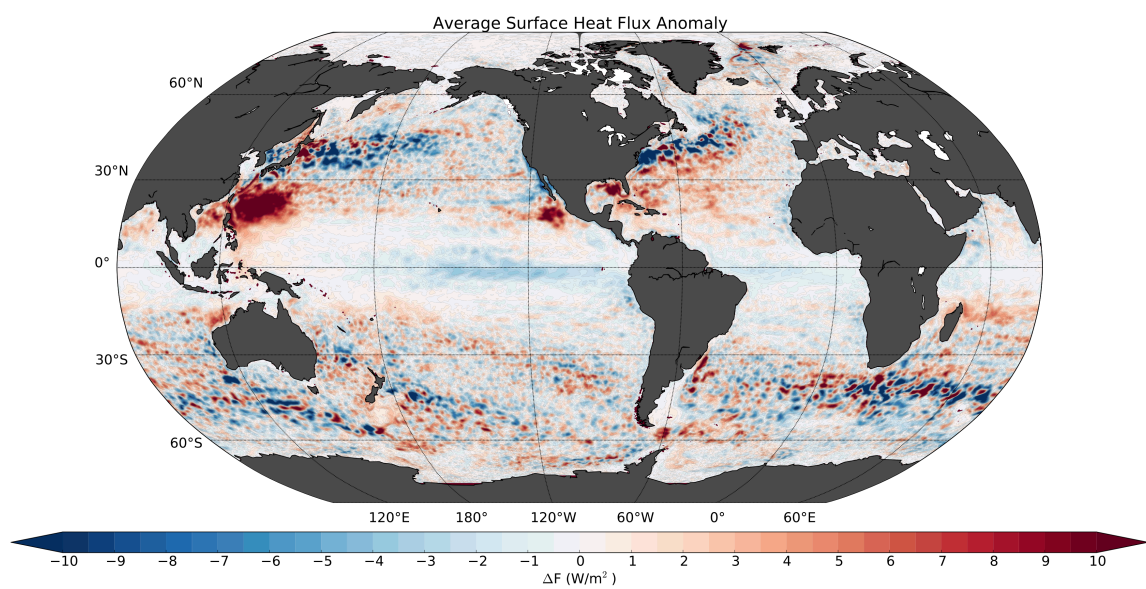 Average Surface Heat Flux Anomaly
60°N
30°N
0°
30°S
60°S
120°E 180° 120°W 60°W 0° 60°E
−10 −9 −8 −7 −6 −5 −4 −3 −2 −1 0 1 2 3 4 5 6 7 8 9 10
ΔF (W/m² )